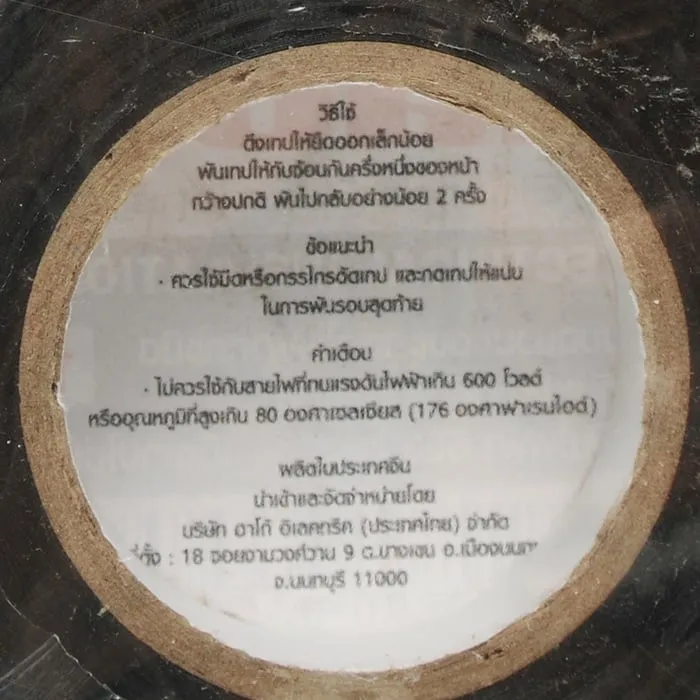 วิธีใช้
ดึงเทปให้ยืดออกเล็กน้อย
พันเทปให้ทับซ้อนกันครึ่งหนึ่งของหน้า
กว้างปกติ พันไปกลับอย่างน้อย 2 ครั้ง
ข้อแนะนำ
· ควรใช้มีดหรือกรรไกรตัดเทป และกดเทปให้แน่น
ในการพันรอบสุดท้าย
คำเตือน
· ไม่ควรใช้กับสายไฟที่ทนแรงดันไฟฟ้าเกิน 600 โวลต์
หรืออุณหภูมิที่สูงเกิน 80 องศาเซลเซียส (176 องศาฟาเรนไฮต์)
ผลิตในประเทศจีน
นำเข้าและจัดจำหน่ายโดย
บริษัท ฮาโก้ อีเลคทริค (ประเทศไทย) จำกัด
: 18 ซอยงามวงศ์วาน 9 ต.บางเขน อ.เมืองนนท
จ.นนทบุรี 11000